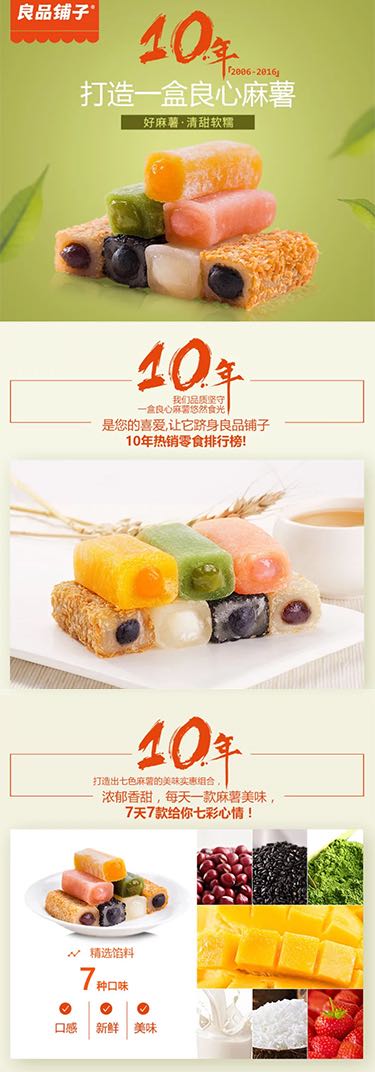 良品铺子®
10年
「2006-2016」
打造一盒良心麻薯
好麻薯·清甜软糯
10年
我们品质坚守
一盒良心麻薯悠然食光
是您的喜爱,让它跻身良品铺子
10年热销零食排行榜!
10年
打造出七色麻薯的美味实惠组合，
浓郁香甜，每天一款麻薯美味，
7天7款给你七彩心情！
精选馅料
7种口味
口感 新鲜 美味